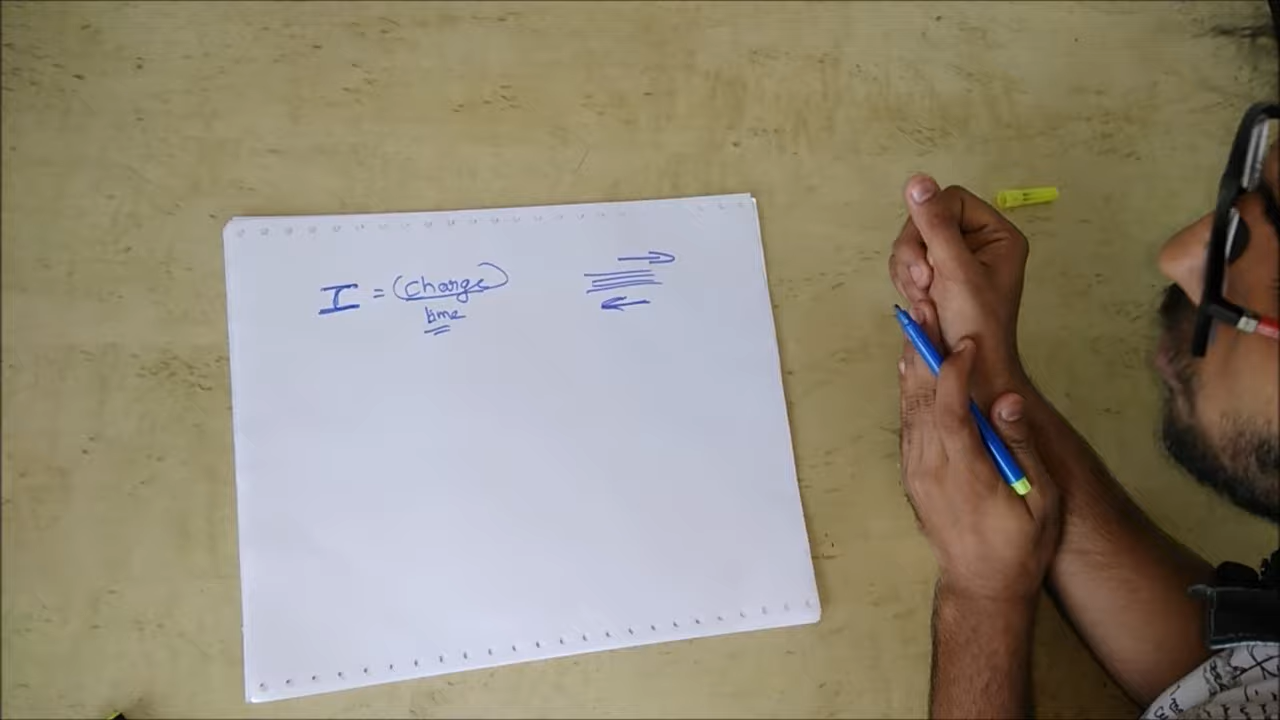 I = (charge)
time